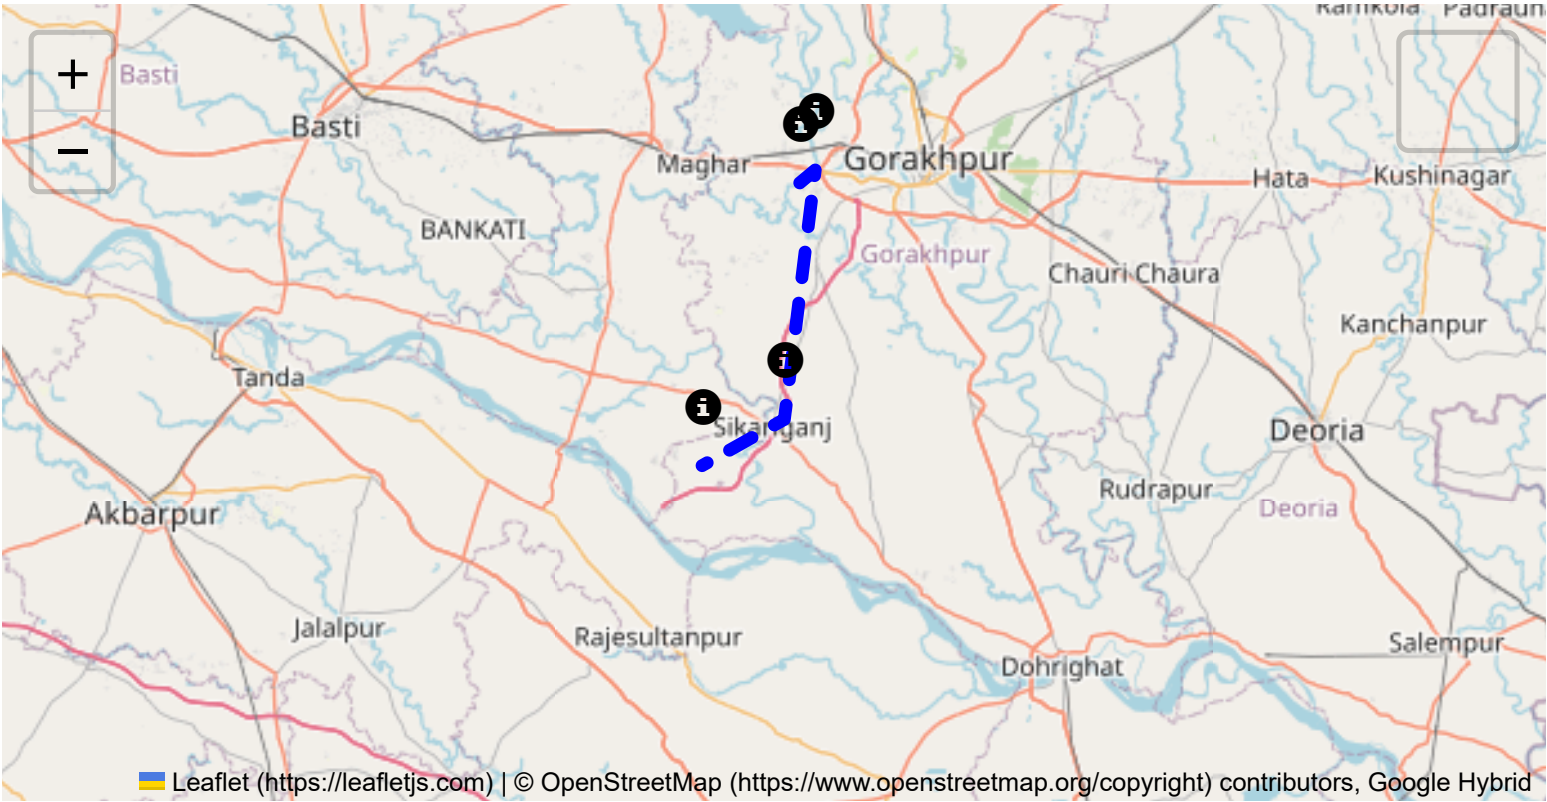 Ramkola Padrauna
+
Basti
i
i
Basti
−
Maghar
Gorakhpur
Hata
Kushinagar
BANKATI
Gorakhpur
Chauri Chaura
Kanchanpur
i
Tanda
i
Sikanganj
Deoria
Rudrapur
Akbarpur
Deoria
Jalalpur
Rajesultanpur
Salempur
Dohrighat
Leaflet (https://leafletjs.com) | © OpenStreetMap (https://www.openstreetmap.org/copyright) contributors, Google Hybrid